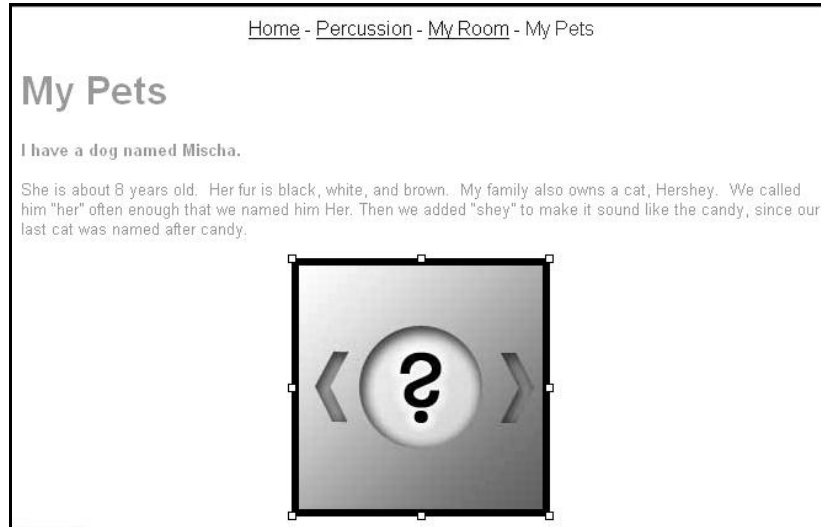 Home - Percussion - My Room - My Pets
My Pets
I have a dog named Mischa.
She is about 8 years old.  Her fur is black, white, and brown.  My family also owns a cat, Hershey.  We called
him "her" often enough that we named him Her. Then we added "shey" to make it sound like the candy, since our
last cat was named after candy.
?